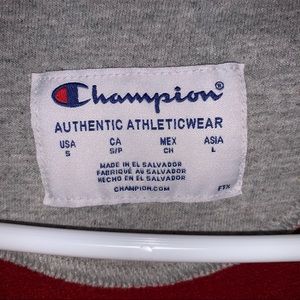 Champion®
AUTHENTIC ATHLETICWEAR
USA CA MEX ASIA
S S/P CH L
MADE IN EL SALVADOR
FABRIQUÉ AU SALVADOR
HECHO EN EL SALVADOR
CHAMPION.COM FTX